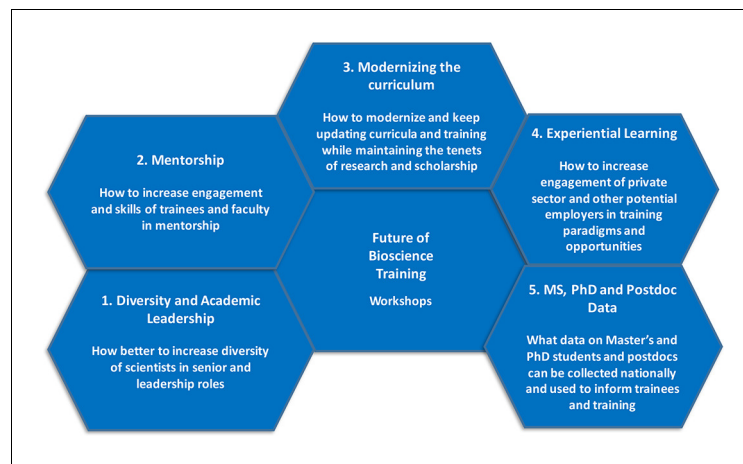 3. Modernizing the
curriculum
How to modernize and keep
updating curricula and training
while maintaining the tenets
of research and scholarship
2. Mentorship
How to increase engagement
and skills of trainees and faculty
in mentorship
4. Experiential Learning
How to increase
engagement of private
sector and other potential
employers in training
paradigms and
opportunities
Future of
Bioscience
Training
Workshops
1. Diversity and Academic
Leadership
How better to increase diversity
of scientists in senior and
leadership roles
5. MS, PhD and Postdoc
Data
What data on Master's and
PhD students and postdocs
can be collected nationally
and used to inform trainees
and training